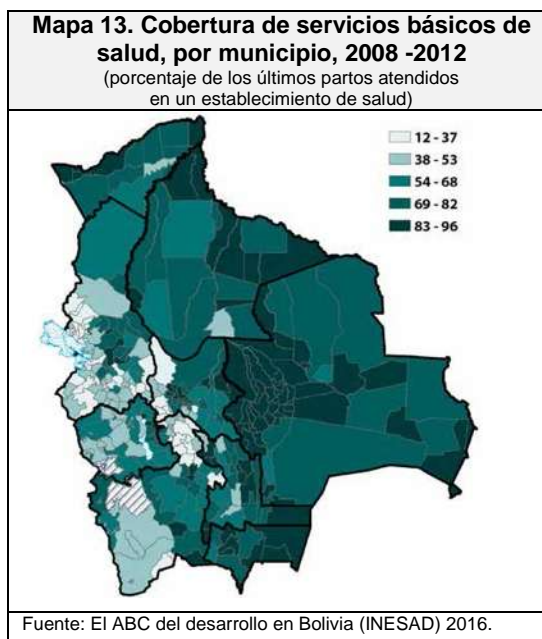 Mapa 13. Cobertura de servicios básicos de
salud, por municipio, 2008 -2012
(porcentaje de los últimos partos atendidos
en un establecimiento de salud)
12 - 37
38 - 53
54 - 68
69 - 82
83 - 96
Fuente: El ABC del desarrollo en Bolivia (INESAD) 2016.